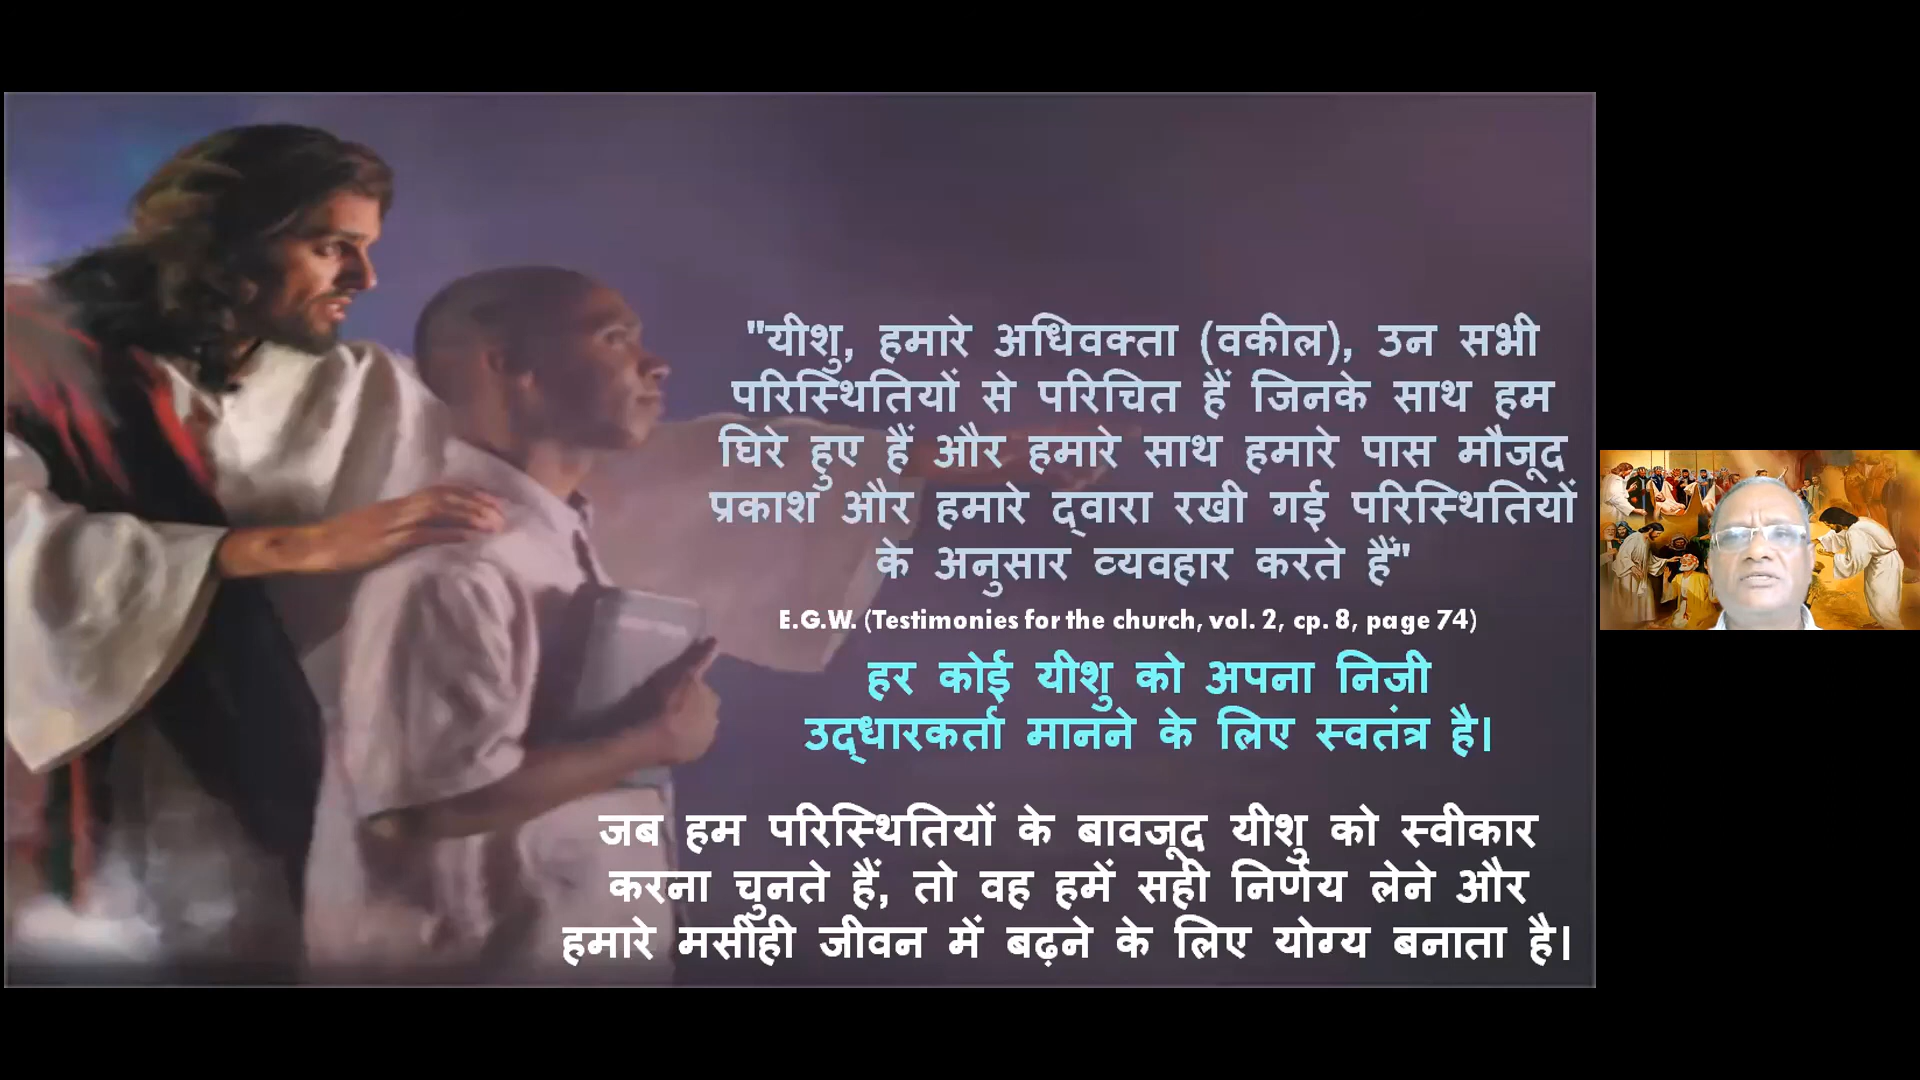 "यीशु, हमारे अधिवक्ता (वकील), उन सभी
परिस्थितियों से परिचित हैं जिनके साथ हम
घिरे हुए हैं और हमारे साथ हमारे पास मौजूद
प्रकाश और हमारे द्वारा रखी गई परिस्थितियों
के अनुसार व्यवहार करते हैं"
E.G.W. (Testimonies for the church, vol. 2, cp. 8, page 74)
हर कोई यीशु को अपना निजी
उद्धारकर्ता मानने के लिए स्वतंत्र है।
जब हम परिस्थितियों के बावजूद यीशु को स्वीकार
करना चुनते हैं, तो वह हमें सही निर्णय लेने और
हमारे मसीही जीवन में बढ़ने के लिए योग्य बनाता है।